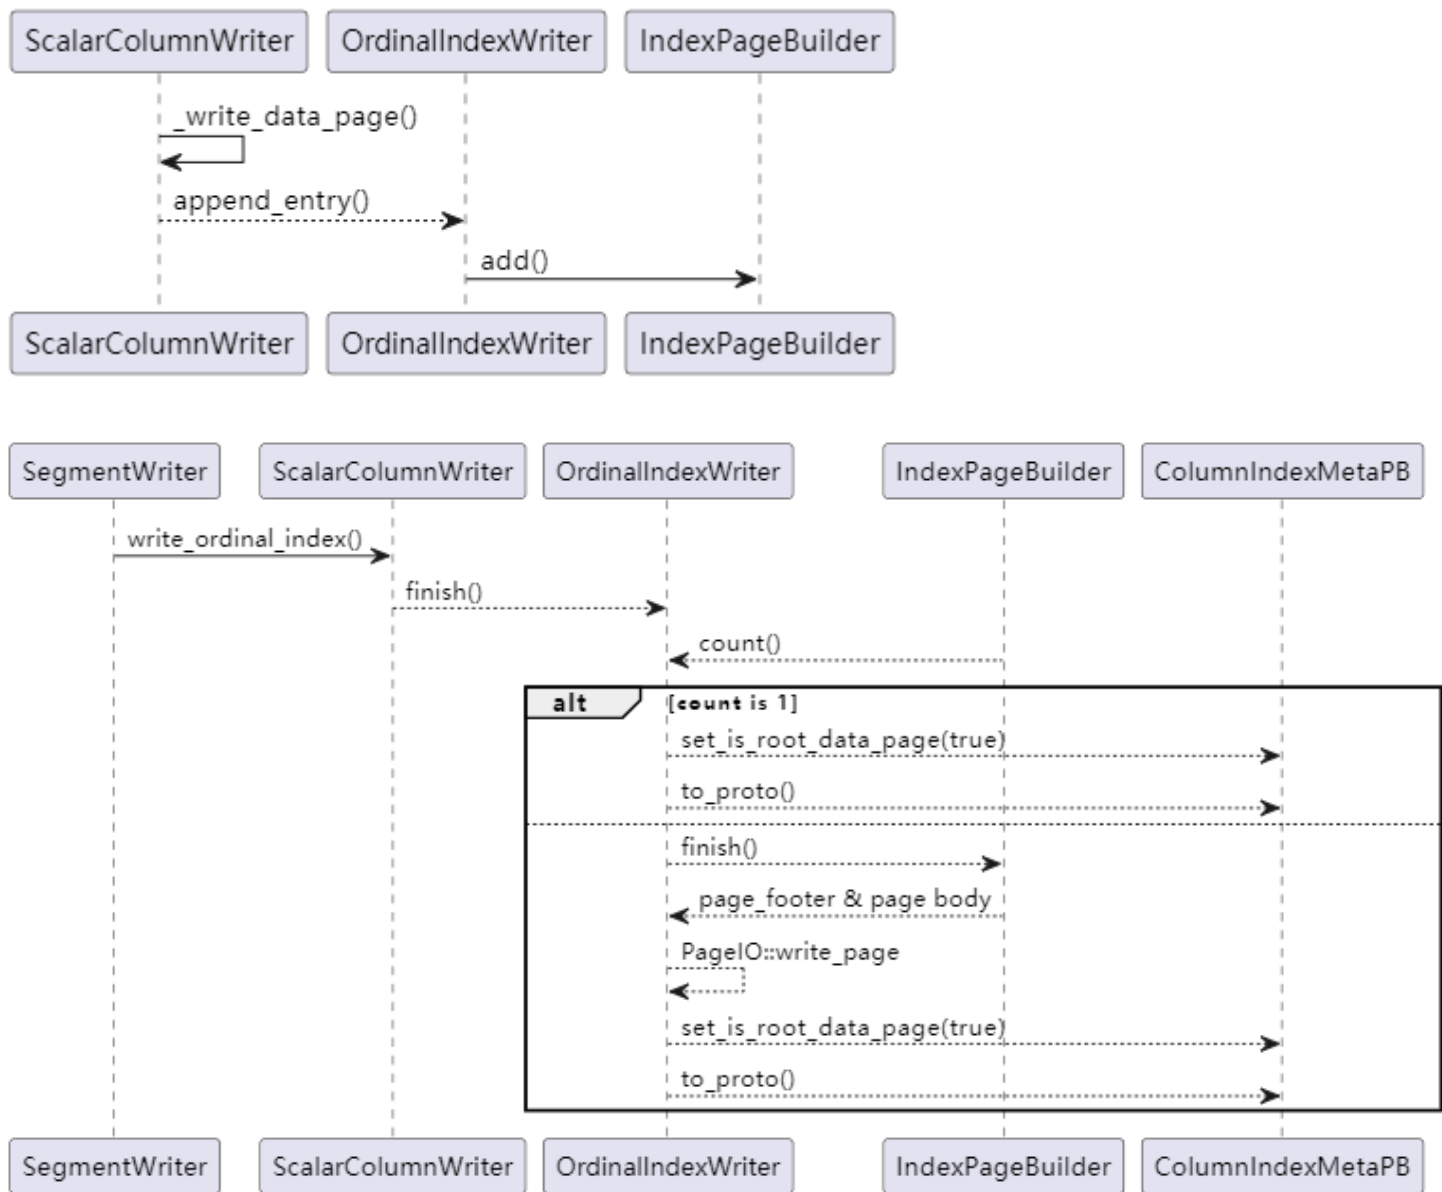 ScalarColumnWriter OrdinalIndexWriter IndexPageBuilder
_write_data_page()
append_entry()
add()
ScalarColumnWriter OrdinalIndexWriter IndexPageBuilder
SegmentWriter ScalarColumnWriter OrdinalIndexWriter IndexPageBuilder ColumnIndexMetaPB
write_ordinal_index()
finish()
count()
alt [count is 1]
set_is_root_data_page(true)
to_proto()
finish()
page_footer & page body
PageIO::write_page
set_is_root_data_page(true)
to_proto()
SegmentWriter ScalarColumnWriter OrdinalIndexWriter IndexPageBuilder ColumnIndexMetaPB